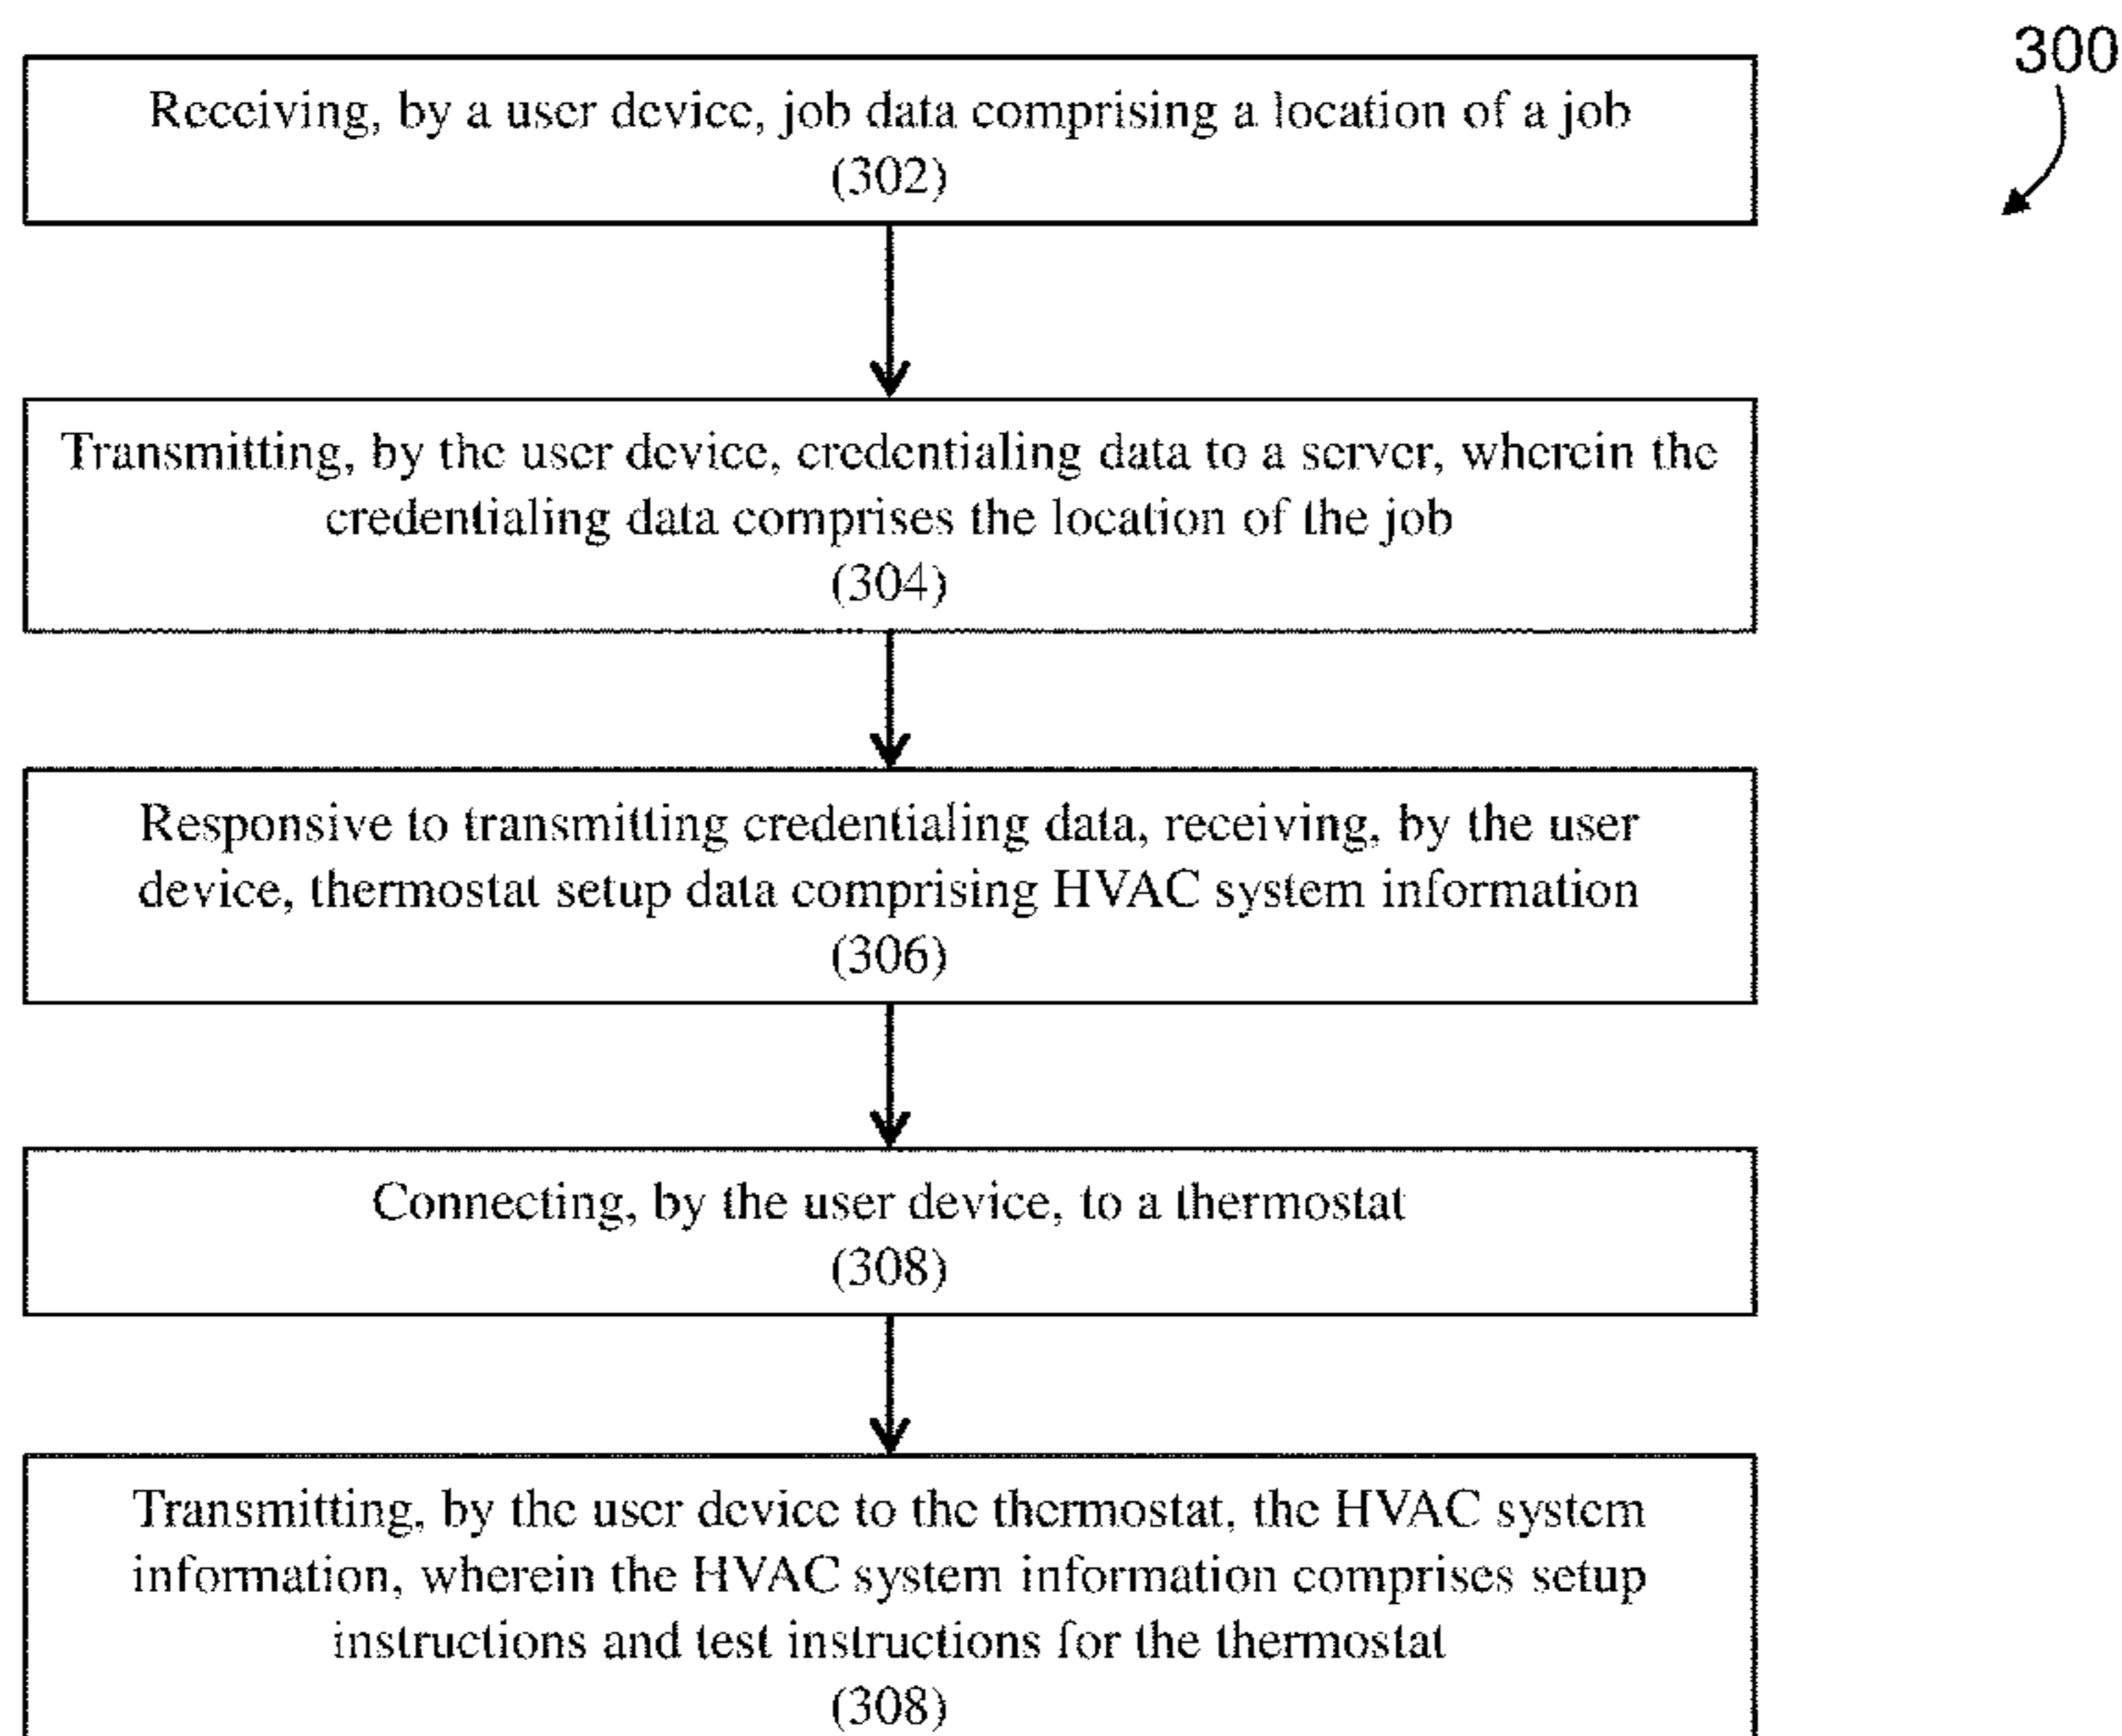 300
Receiving, by a user device, job data comprising a location of a job
(302)
Transmitting, by the user device, credentialing data to a server, wherein the
credentialing data comprises the location of the job
(304)
Responsive to transmitting credentialing data, receiving, by the user
device, thermostat setup data comprising HVAC system information
(306)
Connecting, by the user device, to a thermostat
(308)
Transmitting, by the user device to the thermostat, the HVAC system
information, wherein the HVAC system information comprises setup
instructions and test instructions for the thermostat
(308)